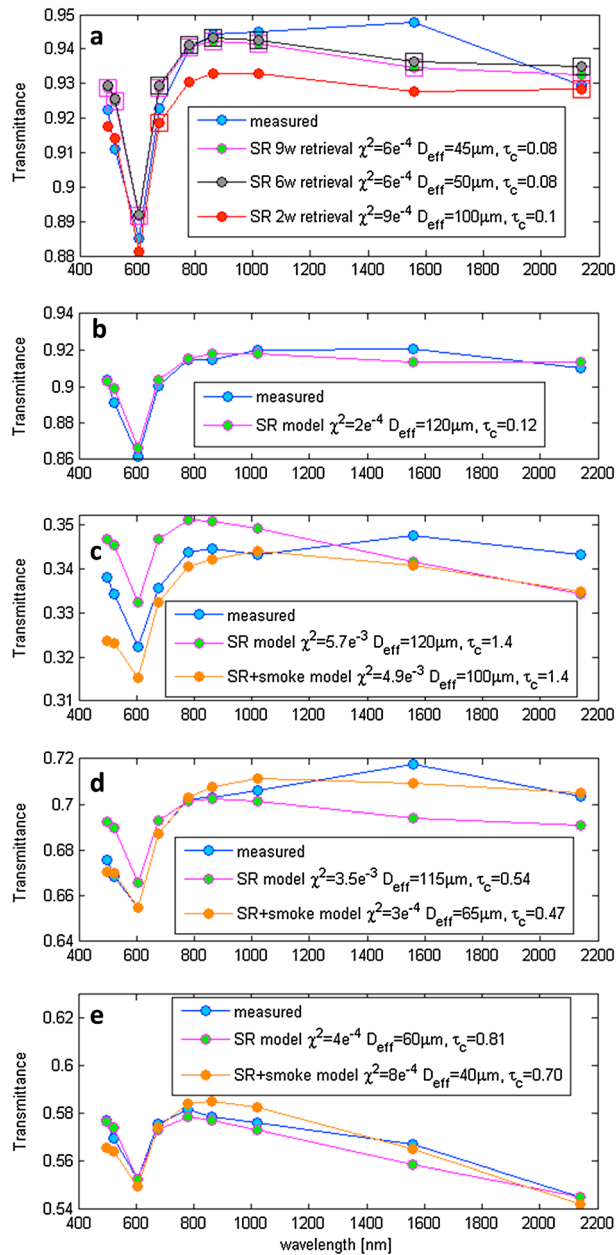 a
0.95
0.94
0.93
0.92
0.91
0.9
0.89
0.88
Transmittance
measured
SR 9w retrieval χ²=6e⁻⁴ D_eff=45μm, τ_c=0.08
SR 6w retrieval χ²=6e⁻⁴ D_eff=50μm, τ_c=0.08
SR 2w retrieval χ²=9e⁻⁴ D_eff=100μm, τ_c=0.1
400 600 800 1000 1200 1400 1600 1800 2000 2200
b
0.94
0.92
0.9
0.88
0.86
Transmittance
measured
SR model χ²=2e⁻⁴ D_eff=120μm, τ_c=0.12
400 600 800 1000 1200 1400 1600 1800 2000 2200
c
0.35
0.34
0.33
0.32
0.31
Transmittance
measured
SR model χ²=5.7e⁻³ D_eff=120μm, τ_c=1.4
SR+smoke model χ²=4.9e⁻³ D_eff=100μm, τ_c=1.4
400 600 800 1000 1200 1400 1600 1800 2000 2200
d
0.72
0.7
0.68
0.66
0.64
Transmittance
measured
SR model χ²=3.5e⁻³ D_eff=115μm, τ_c=0.54
SR+smoke model χ²=3e⁻⁴ D_eff=65μm, τ_c=0.47
400 600 800 1000 1200 1400 1600 1800 2000 2200
e
0.62
0.6
0.58
0.56
0.54
Transmittance
measured
SR model χ²=4e⁻⁴ D_eff=60μm, τ_c=0.81
SR+smoke model χ²=8e⁻⁴ D_eff=40μm, τ_c=0.70
400 600 800 1000 1200 1400 1600 1800 2000 2200
wavelength [nm]